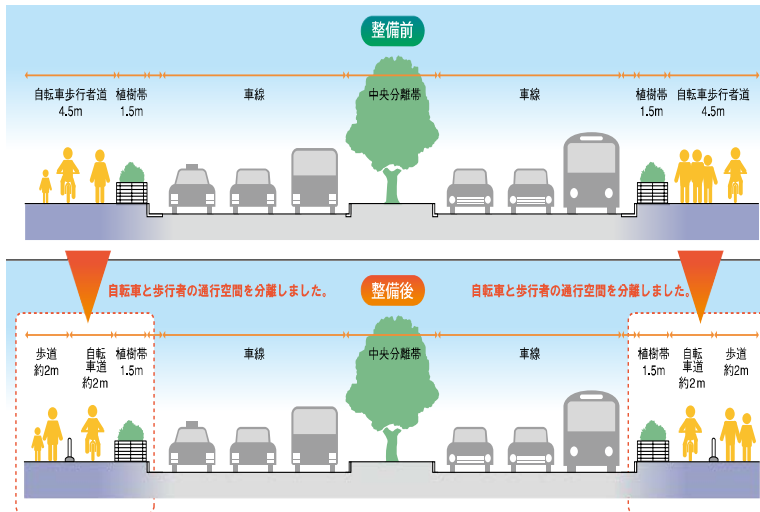 整備前
自転車歩行者道
4.5m
植樹帯
1.5m
車線
中央分離帯
車線
植樹帯
1.5m
自転車歩行者道
4.5m
自転車と歩行者の通行空間を分離しました。
整備後
自転車と歩行者の通行空間を分離しました。
歩道
約2m
自転
車道
約2m
植樹帯
1.5m
車線
中央分離帯
車線
植樹帯
1.5m
自転
車道
約2m
歩道
約2m